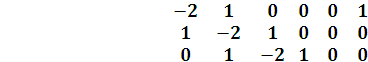 −2 1 0 0 0 1
1 −2 1 0 0 0
0 1 −2 1 0 0